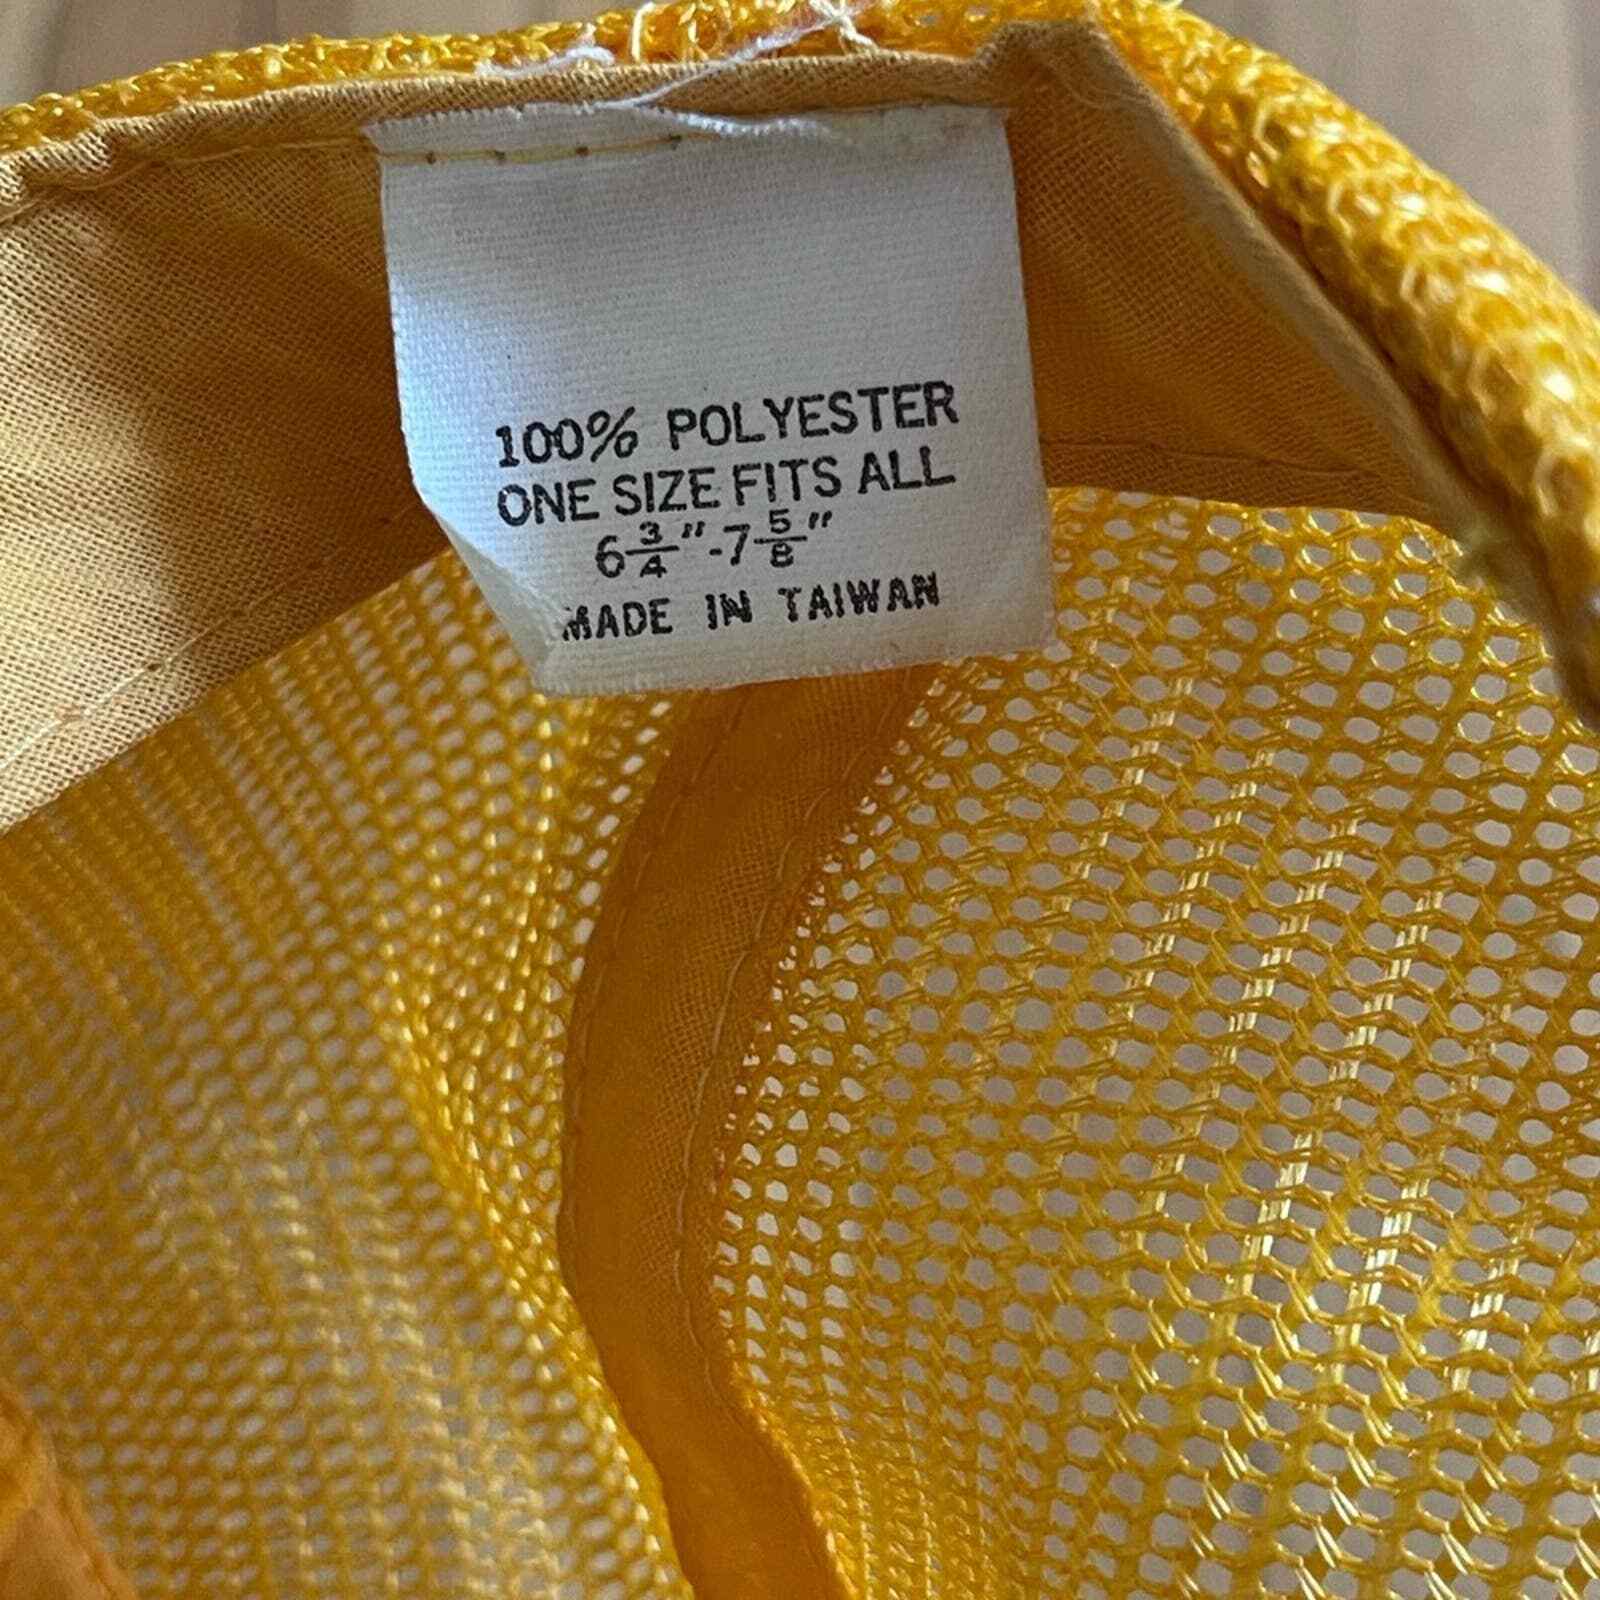 100% POLYESTER
ONE SIZE FITS ALL
6 3/4"-7 5/8"
MADE IN TAIWAN